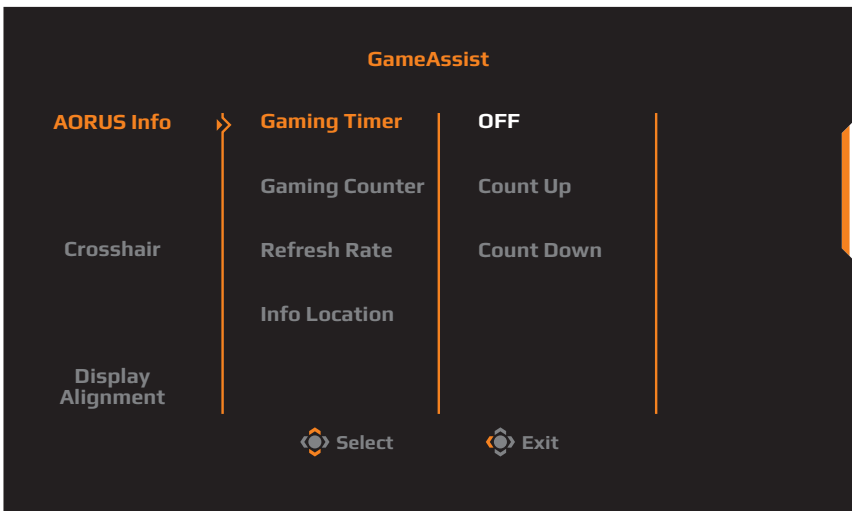 GameAssist
AORUS Info
Gaming Timer
OFF
Gaming Counter
Count Up
Crosshair
Refresh Rate
Count Down
Info Location
Display
Alignment
Select
Exit